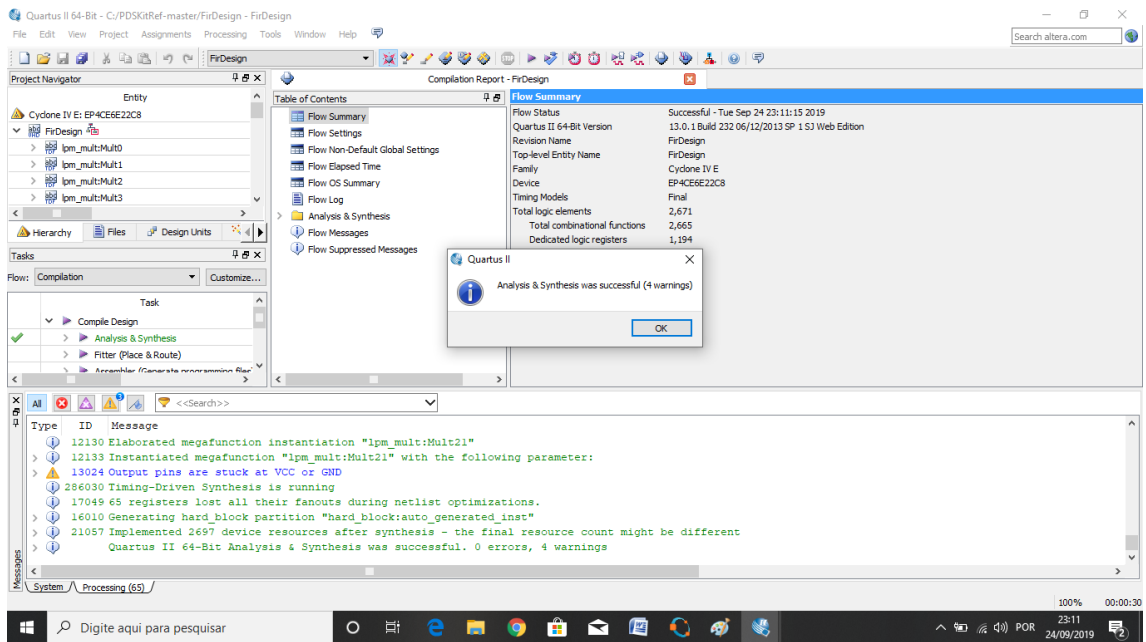 Quartus II 64-Bit - C:/PDSKitRef-master/FirDesign - FirDesign
File Edit View Project Assignments Processing Tools Window Help
Search altera.com
FirDesign
Project Navigator
Entity
Cyclone IV E: EP4CE6E22C8
FirDesign
lpm_mult:Mult0
lpm_mult:Mult1
lpm_mult:Mult2
lpm_mult:Mult3
Hierarchy Files Design Units
Tasks
Flow: Compilation Customize...
Task
Compile Design
Analysis & Synthesis
Fitter (Place & Route)
Assembler (Generate programming files)
Compilation Report - FirDesign
Table of Contents
Flow Summary
Flow Settings
Flow Non-Default Global Settings
Flow Elapsed Time
Flow OS Summary
Flow Log
Analysis & Synthesis
Flow Messages
Flow Suppressed Messages
Flow Summary
Flow Status Successful - Tue Sep 24 23:11:15 2019
Quartus II 64-Bit Version 13.0.1 Build 232 06/12/2013 SP 1 SJ Web Edition
Revision Name FirDesign
Top-level Entity Name FirDesign
Family Cyclone IV E
Device EP4CE6E22C8
Timing Models Final
Total logic elements 2,671
Total combinational functions 2,665
Dedicated logic registers 1,194
Quartus II
Analysis & Synthesis was successful (4 warnings)
OK
All 3 <<Search>>
Type ID Message
12130 Elaborated megafunction instantiation "lpm_mult:Mult21"
12133 Instantiated megafunction "lpm_mult:Mult21" with the following parameter:
13024 Output pins are stuck at VCC or GND
286030 Timing-Driven Synthesis is running
17049 65 registers lost all their fanouts during netlist optimizations.
16010 Generating hard_block partition "hard_block:auto_generated_inst"
21057 Implemented 2697 device resources after synthesis - the final resource count might be different
Quartus II 64-Bit Analysis & Synthesis was successful. 0 errors, 4 warnings
Messages
System Processing (65)
100% 00:00:30
Digite aqui para pesquisar
POR
23:11
24/09/2019
2